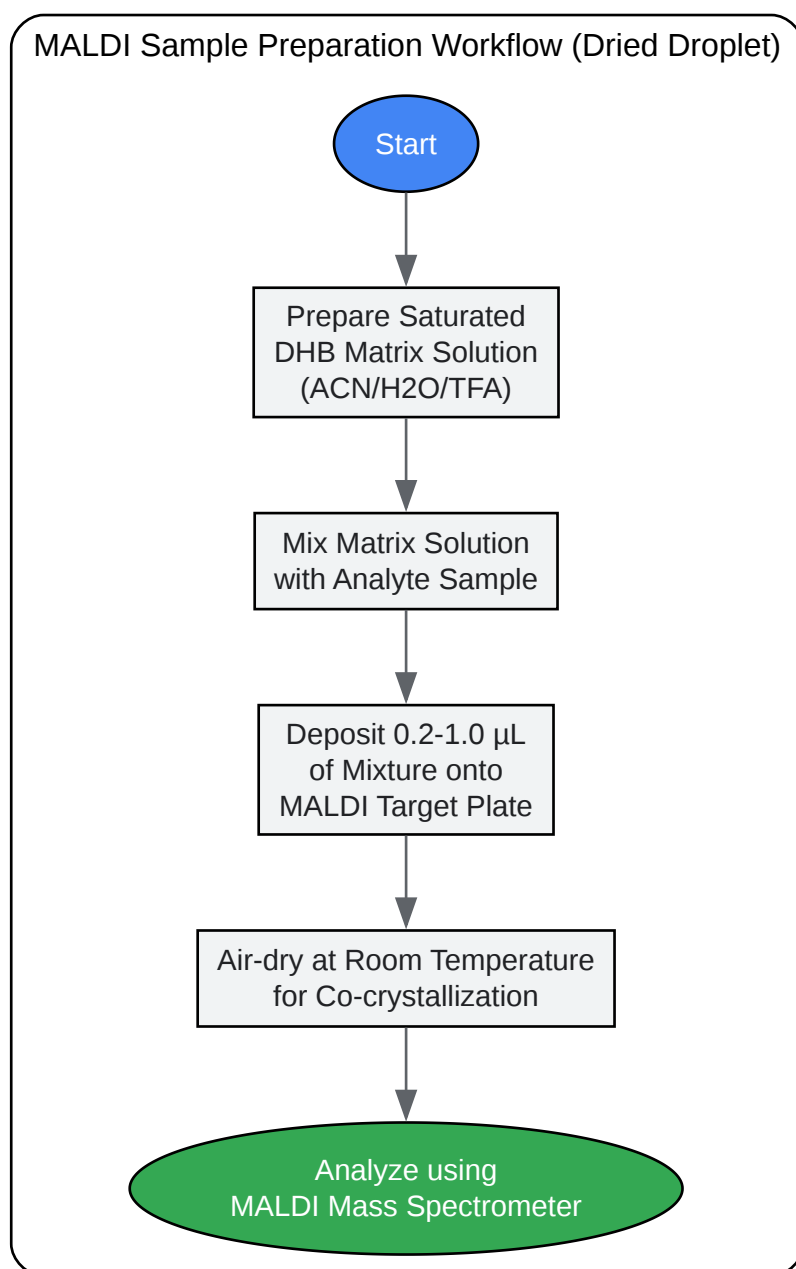 MALDI Sample Preparation Workflow (Dried Droplet)
Start
Prepare Saturated
DHB Matrix Solution
(ACN/H2O/TFA)
Mix Matrix Solution
with Analyte Sample
Deposit 0.2-1.0 µL
of Mixture onto
MALDI Target Plate
Air-dry at Room Temperature
for Co-crystallization
Analyze using
MALDI Mass Spectrometer